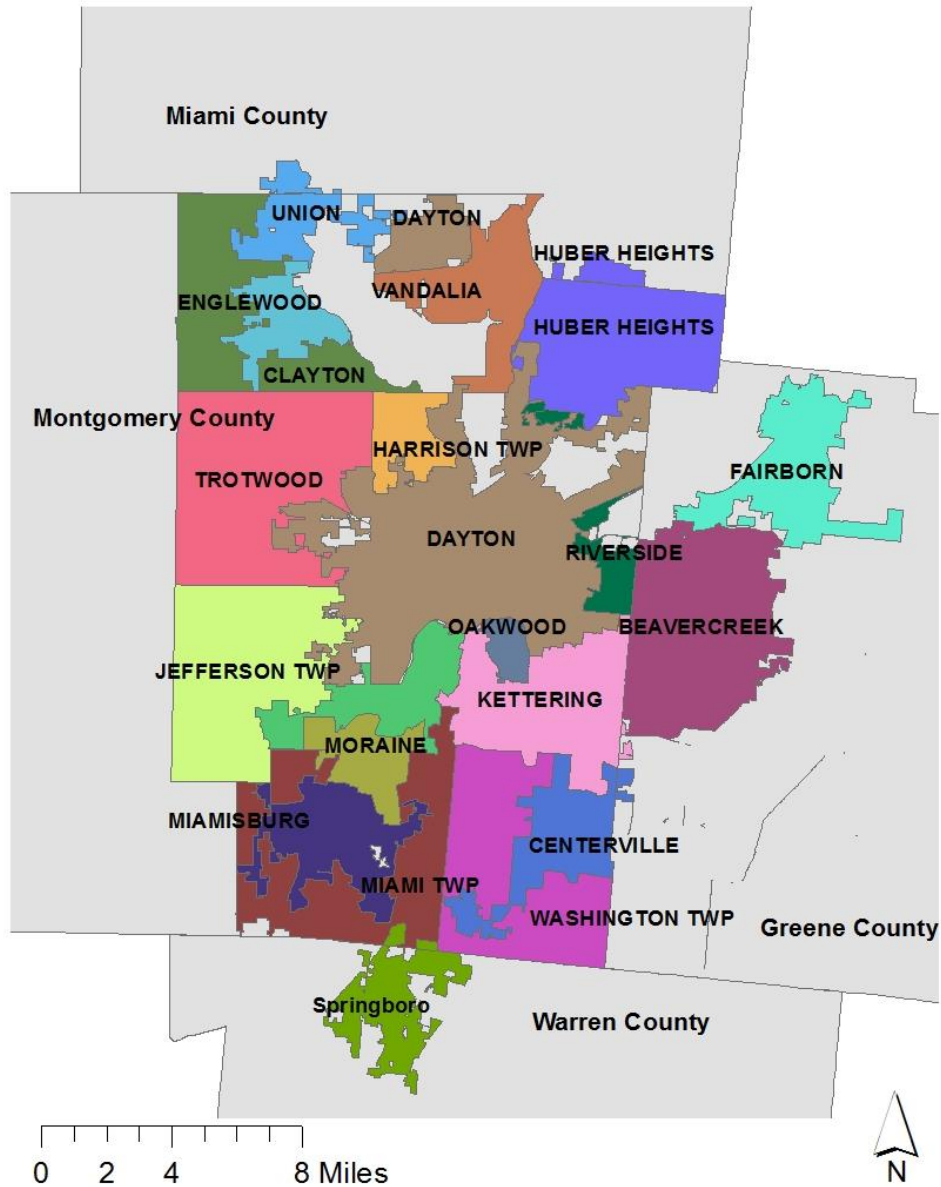 Miami County
UNION
DAYTON
HUBER HEIGHTS
ENGLEWOOD
VANDALIA
HUBER HEIGHTS
CLAYTON
Montgomery County
HARRISON TWP
TROTWOOD
FAIRBORN
DAYTON
RIVERSIDE
OAKWOOD
BEAVERCREEK
JEFFERSON TWP
KETTERING
MORAINE
MIAMISBURG
CENTERVILLE
MIAMI TWP
WASHINGTON TWP
Greene County
Springboro
Warren County
0 2 4 8 Miles
N